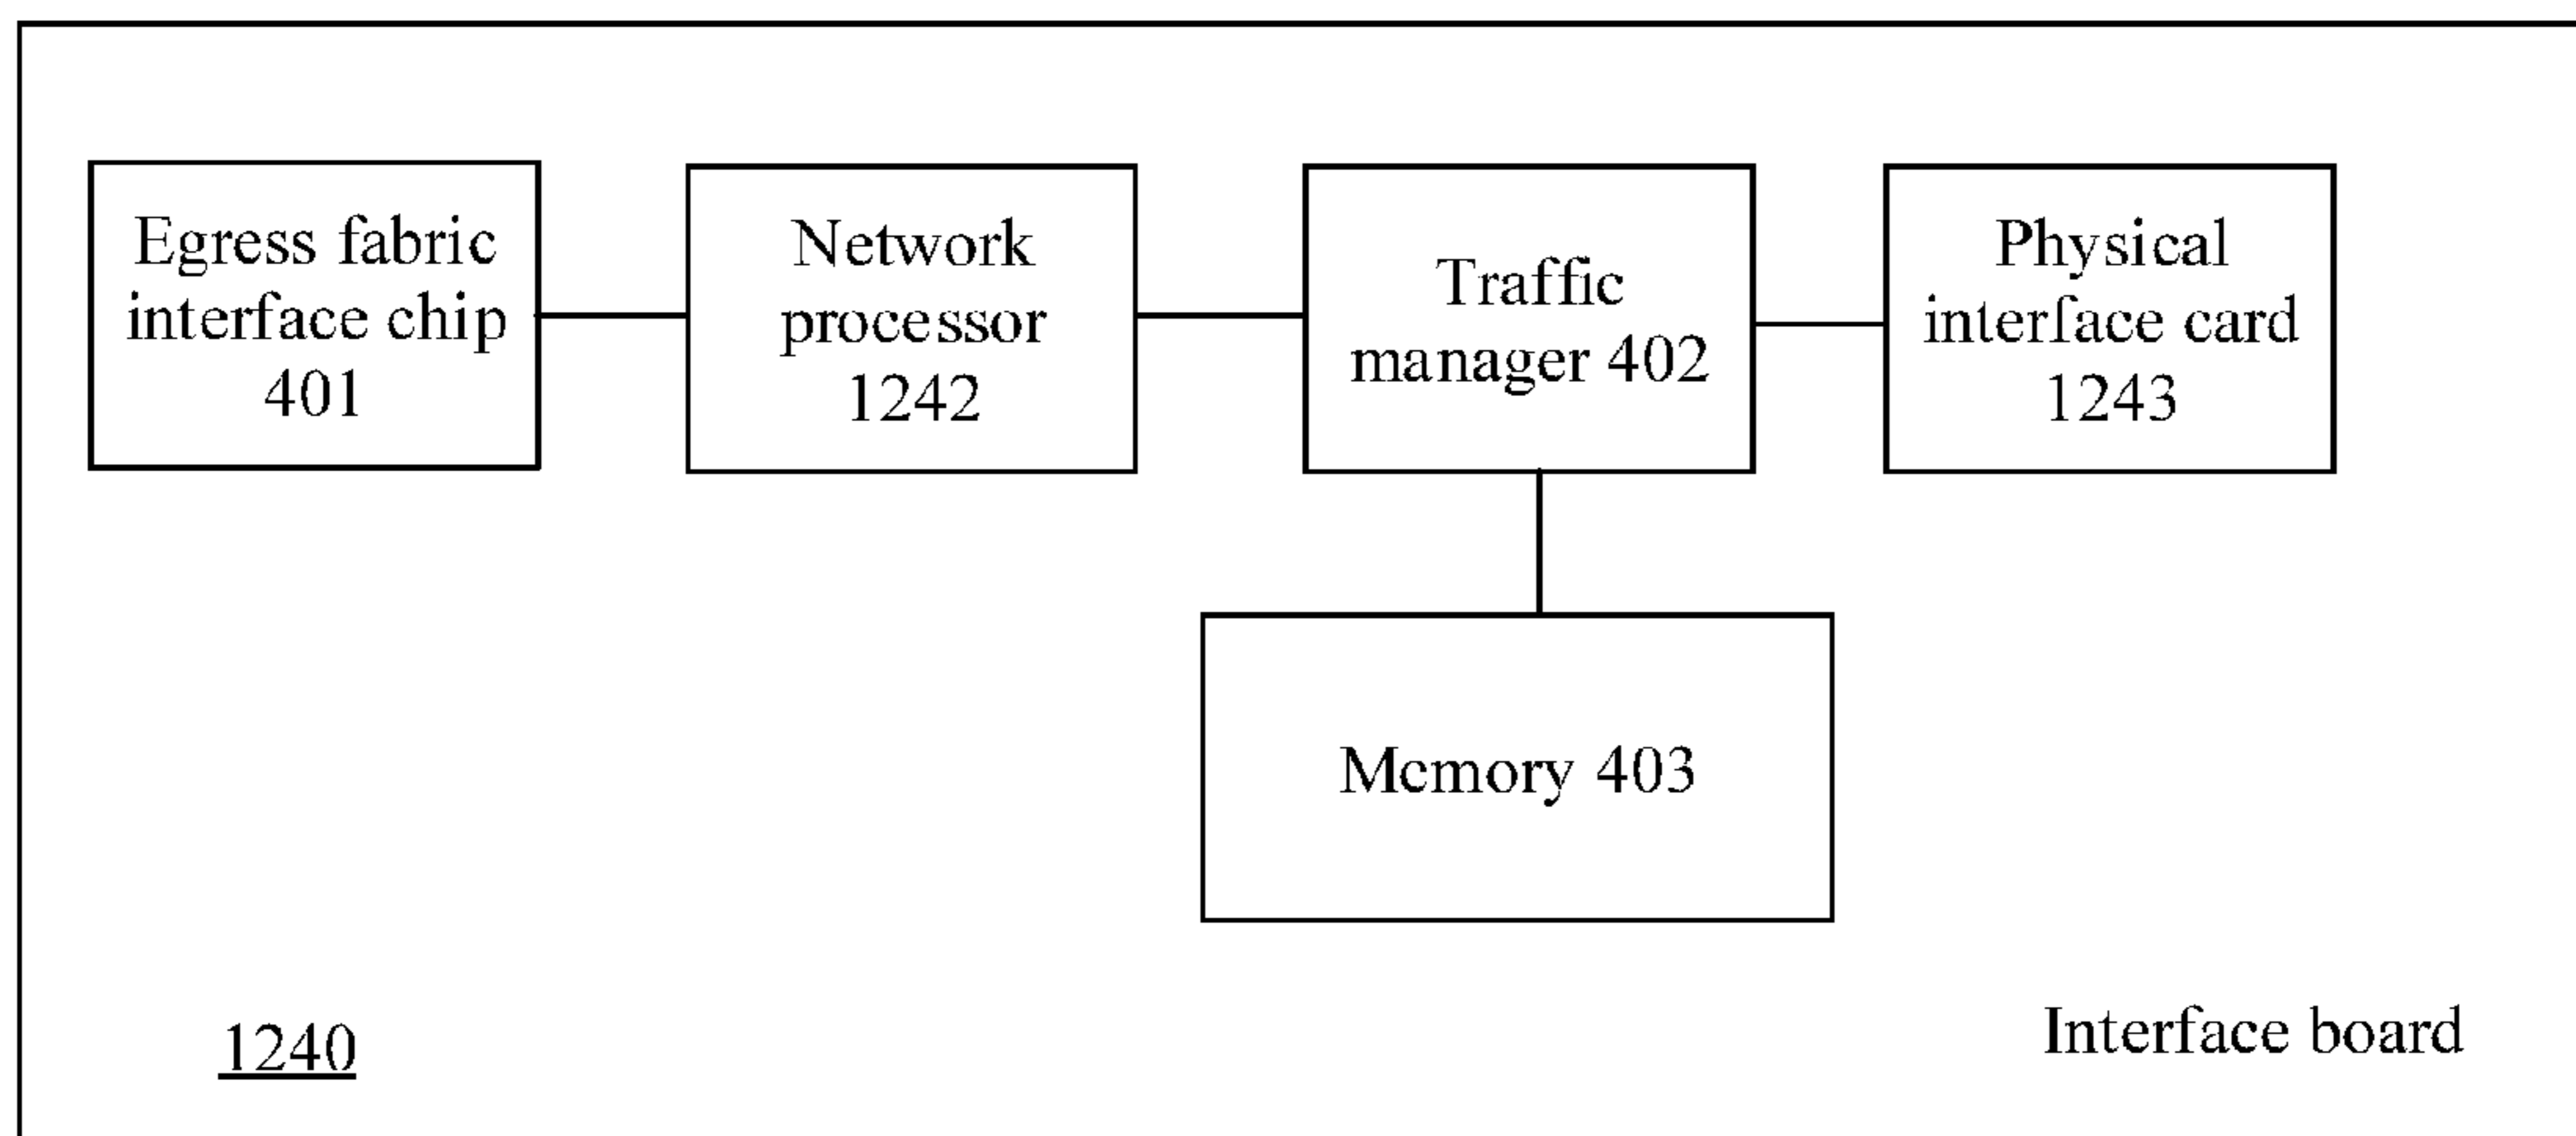 Egress fabric
interface chip
401
Network
processor
1242
Traffic
manager 402
Physical
interface card
1243
Memory 403
1240
Interface board